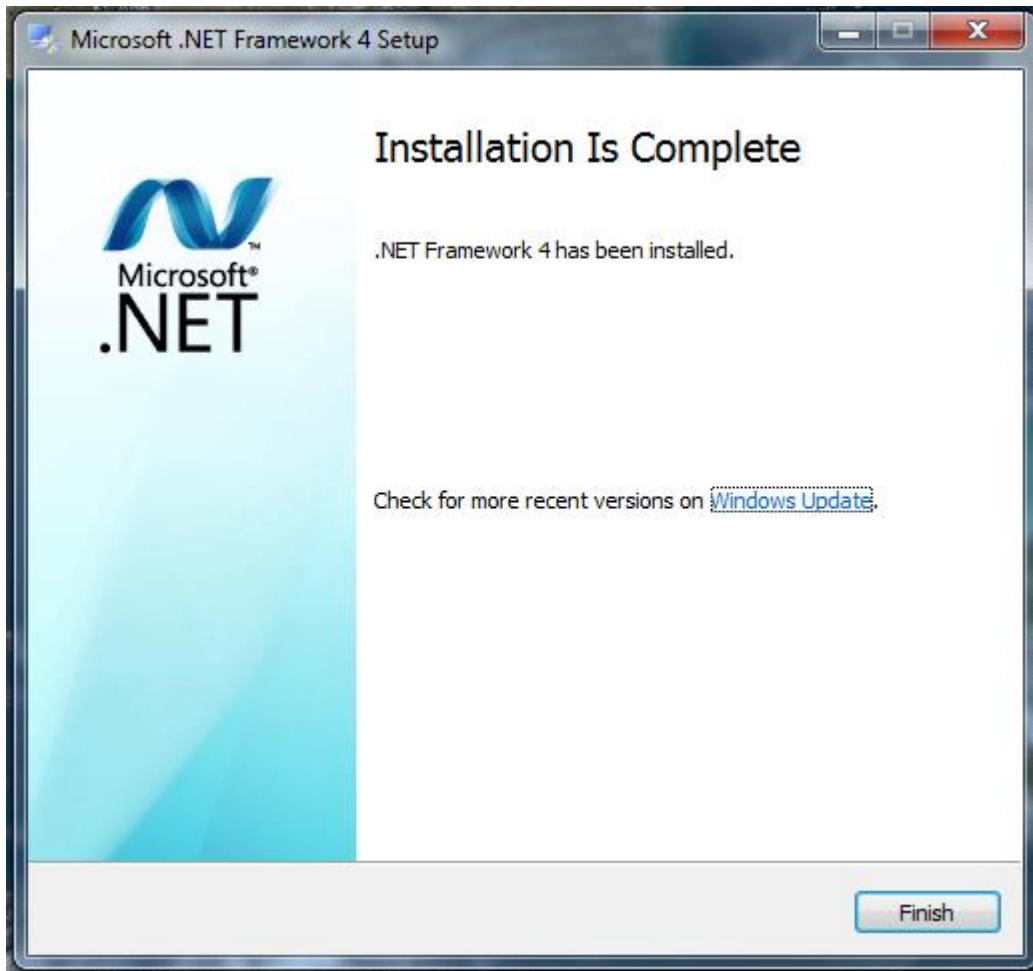 Microsoft .NET Framework 4 Setup
Installation Is Complete
.NET Framework 4 has been installed.
Microsoft®
.NET
™
Check for more recent versions on Windows Update.
Finish